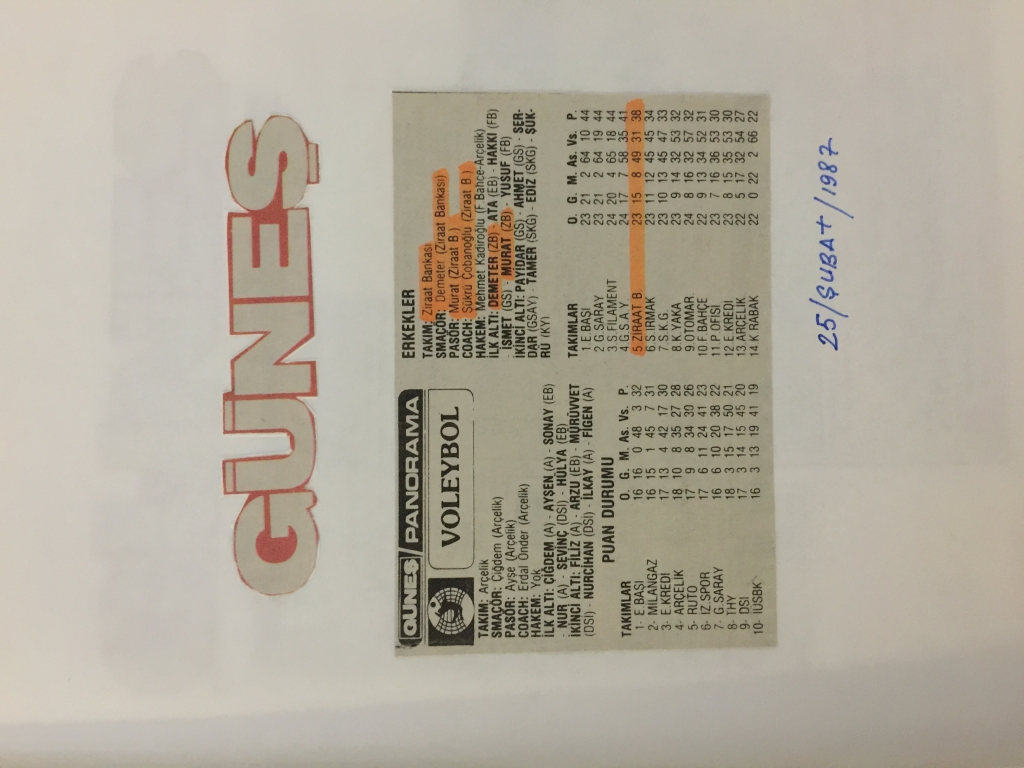 GÜNEŞ
GÜNEŞ/PANORAMA
VOLEYBOL
TAKIM: Arçelik
SMAÇÖR: Çiğdem (Arçelik)
PASÖR: Ayşe (Arçelik)
COACH: Erdal Önder (Arçelik)
HAKEM: Yok
İLK ALTI: ÇİĞDEM (A) - AYŞEN (A) - SONAY (EB)
- NUR (A) - SEVİNÇ (DSİ) - HÜLYA (EB)
İKİNCİ ALTI: FİLİZ (A) - ARZU (EB) - MÜRÜVVET
(DSİ) - NURCİHAN (DSİ) - İLKAY (A) - FİGEN (A)
PUAN DURUMU
TAKIMLAR O. G. M. As. Vs. P.
1- E.BAŞI 16 16 0 48 3 32
2- MİLANGAZ 16 15 1 45 7 31
3- E.KREDİ 17 13 4 42 17 30
4- ARÇELİK 18 10 8 35 27 28
5- RUTO 17 9 8 34 30 26
6- İZ SPOR 17 6 11 24 41 23
7- G.SARAY 16 6 10 20 38 22
8- THY 18 3 15 17 50 21
9- DSİ 17 3 14 15 45 20
10- IUSBK 16 3 13 19 41 19
ERKEKLER
TAKIM: Ziraat Bankası
SMAÇÖR: Demeter (Ziraat Bankası)
PASÖR: Murat (Ziraat B.)
COACH: Şükrü Çobanoğlu (Ziraat B.)
HAKEM: Mehmet Kadiroğlu (F.Bahçe-Arçelik)
İLK ALTI: DEMETER (ZB) - ATA (EB) - HAKKI (FB)
- İSMET (GS) - MURAT (ZB) - YUSUF (FB)
İKİNCİ ALTI: PAYİDAR (GS) - AHMET (GS) - SER-
DAR (GSAY) - TAMER (SKG) - EDİZ (SKG) - ŞÜK-
RÜ (KY)
TAKIMLAR O. G. M. As. Vs. P.
1 E.BAŞI 23 21 2 64 10 44
2 G.SARAY 23 21 2 64 19 44
3 S.FİLAMENT 24 20 4 65 18 44
4 G.S.A.Y 24 17 7 58 35 41
5 ZİRAAT B. 23 15 8 49 31 38
6 S.IRMAK 23 11 12 45 45 34
7 S.K.G. 23 10 13 45 47 33
8 K.YAKA 23 9 14 32 53 32
9 OTOMAR. 24 8 16 32 57 32
10 F.BAHÇE 22 9 13 34 52 31
11 P.OFİSİ 23 7 16 36 53 30
12 E.KREDİ 23 8 15 35 53 30
13 ARÇELİK 22 5 17 32 54 27
14 K.RABAK 22 0 22 2 66 22
25/ŞUBAT/1987